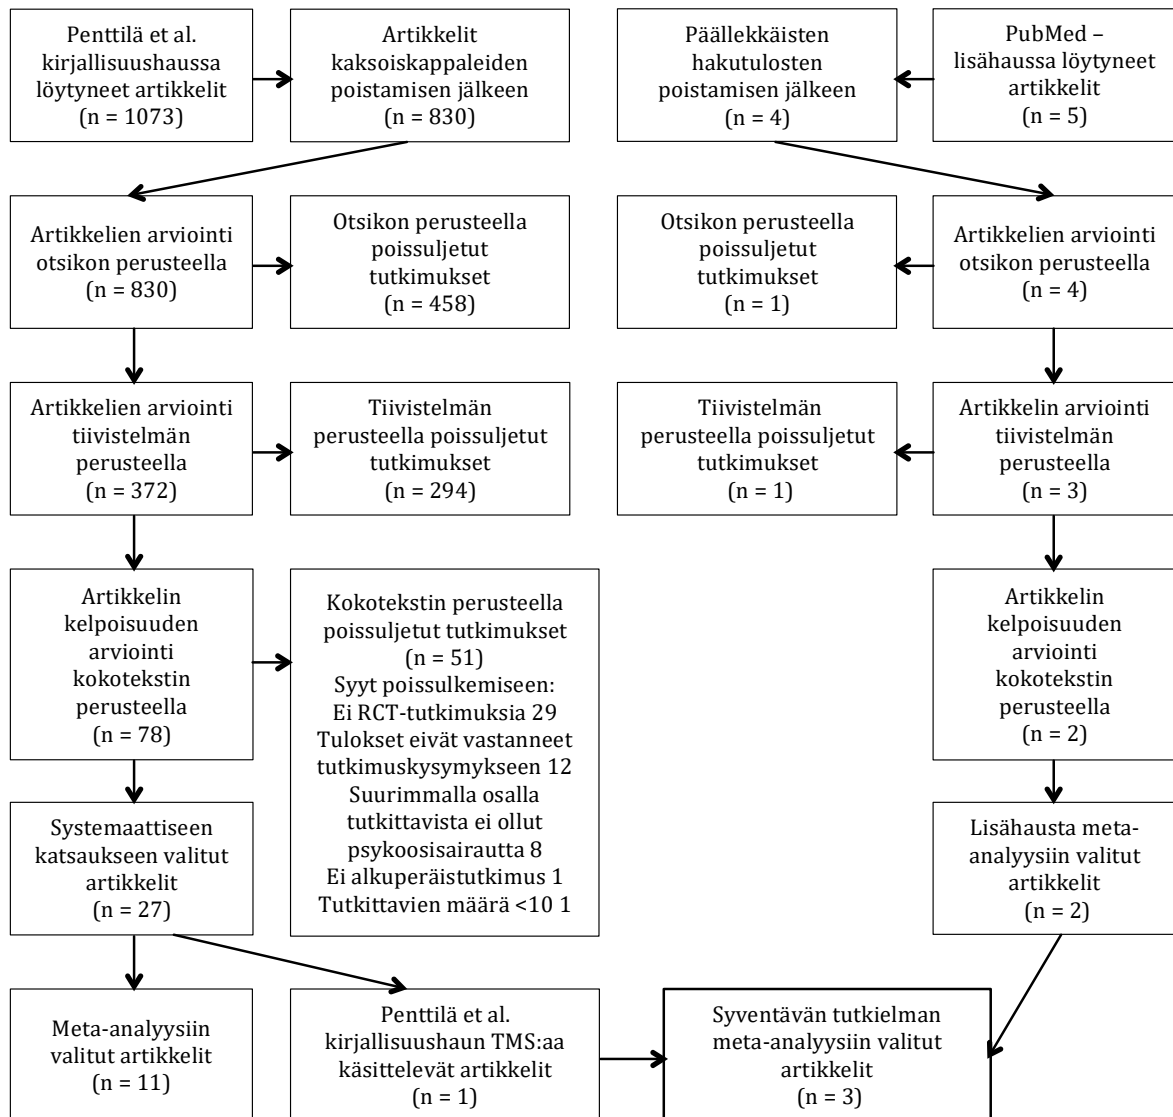 Penttilä et al.
kirjallisuushaussa
löytyneet artikkelit
(n = 1073)
Artikkelit
kaksoiskappaleiden
poistamisen jälkeen
(n = 830)
Päällekkäisten
hakutulosten
poistamisen jälkeen
(n = 4)
PubMed –
lisähaussa löytyneet
artikkelit
(n = 5)
Artikkelien arviointi
otsikon perusteella
(n = 830)
Otsikon perusteella
poissuljetut
tutkimukset
(n = 458)
Otsikon perusteella
poissuljetut
tutkimukset
(n = 1)
Artikkelien arviointi
otsikon perusteella
(n = 4)
Artikkelien arviointi
tiivistelmän
perusteella
(n = 372)
Tiivistelmän
perusteella poissuljetut
tutkimukset
(n = 294)
Tiivistelmän
perusteella poissuljetut
tutkimukset
(n = 1)
Artikkelin arviointi
tiivistelmän
perusteella
(n = 3)
Artikkelin
kelpoisuuden
arviointi
kokotekstin
perusteella
(n = 78)
Kokotekstin perusteella
poissuljetut tutkimukset
(n = 51)
Syyt poissulkemiseen:
Ei RCT-tutkimuksia 29
Tulokset eivät vastanneet
tutkimuskysymykseen 12
Suurimmalla osalla
tutkittavista ei ollut
psykoosisairautta 8
Ei alkuperäistutkimus 1
Tutkittavien määrä <10 1
Artikkelin
kelpoisuuden
arviointi
kokotekstin
perusteella
(n = 2)
Systemaattiseen
katsaukseen valitut
artikkelit
(n = 27)
Lisähausta meta-
analyysiin valitut
artikkelit
(n = 2)
Meta-analyysiin
valitut artikkelit
(n = 11)
Penttilä et al.
kirjallisuushaun TMS:aa
käsittelevät artikkelit
(n = 1)
Syventävän tutkielman
meta-analyysiin valitut
artikkelit
(n = 3)